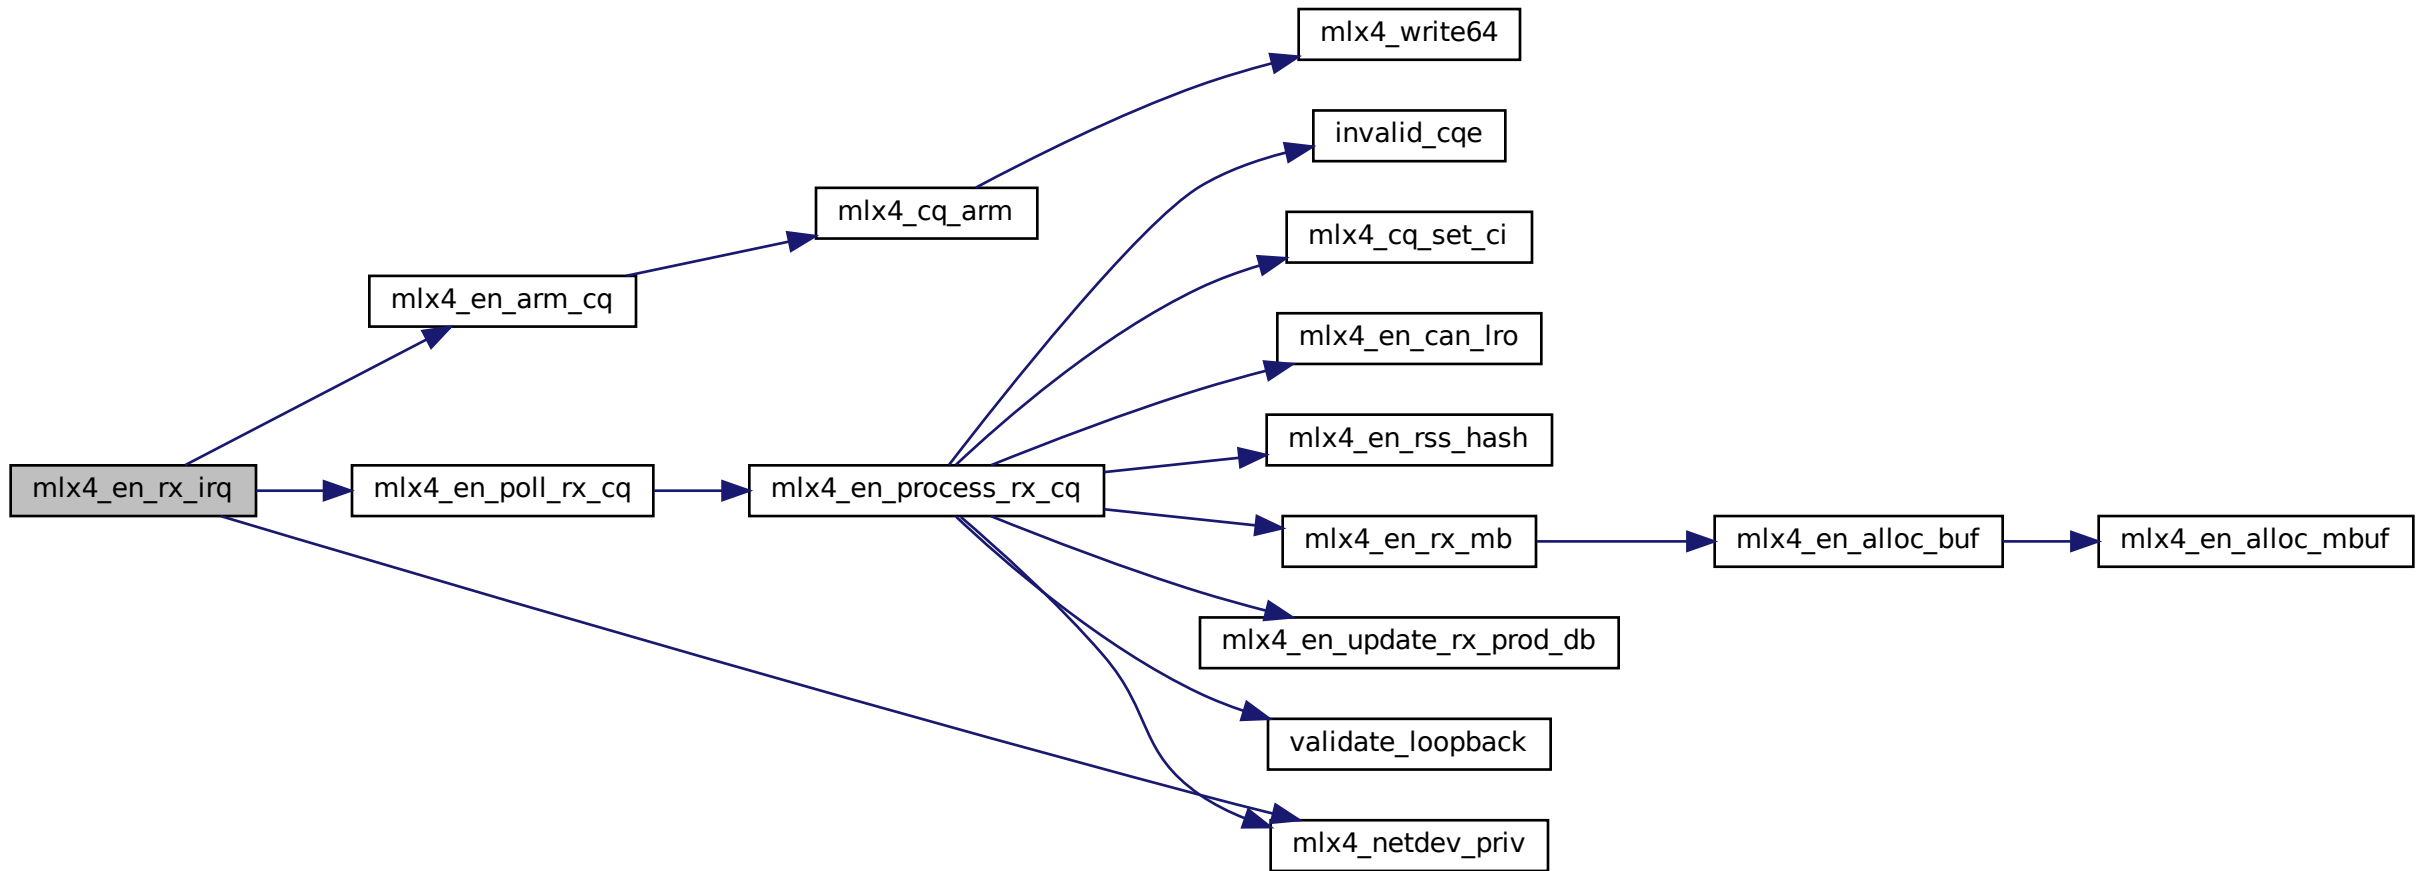 mlx4_write64
invalid_cqe
mlx4_cq_arm
mlx4_cq_set_ci
mlx4_en_arm_cq
mlx4_en_can_lro
mlx4_en_rss_hash
mlx4_en_rx_irq
mlx4_en_poll_rx_cq
mlx4_en_process_rx_cq
mlx4_en_rx_mb
mlx4_en_alloc_buf
mlx4_en_alloc_mbuf
mlx4_en_update_rx_prod_db
validate_loopback
mlx4_netdev_priv